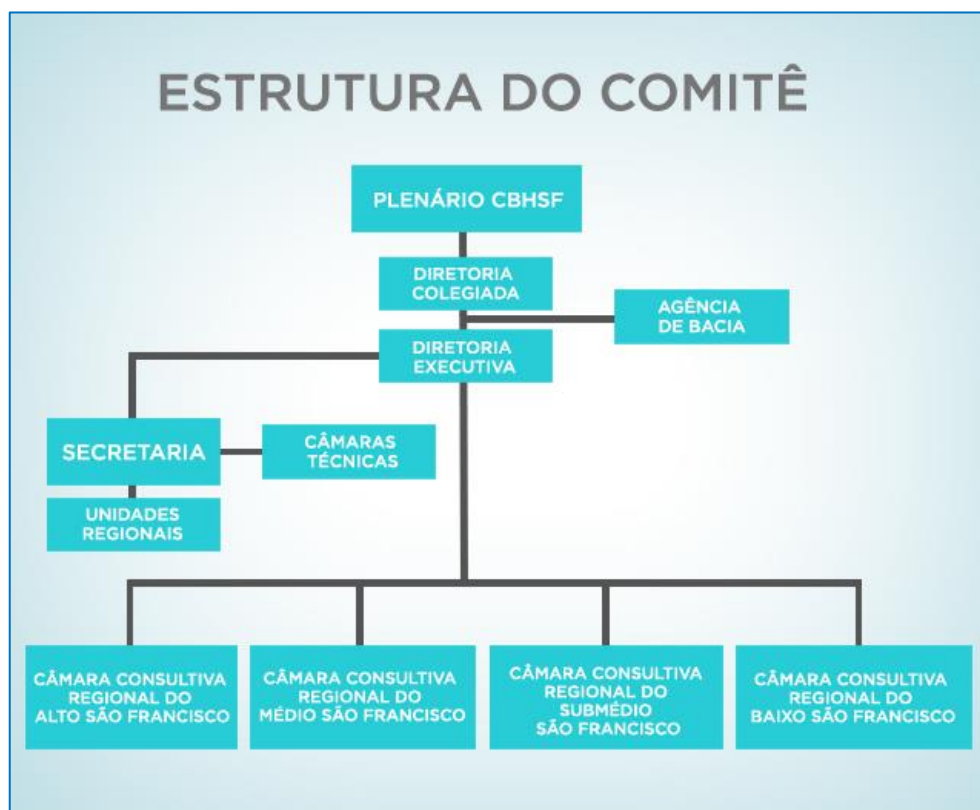 ESTRUTURA DO COMITÊ
PLENÁRIO CBHSF
DIRETORIA
COLEGIADA
AGÊNCIA
DE BACIA
DIRETORIA
EXECUTIVA
SECRETARIA
CÂMARAS
TÉCNICAS
UNIDADES
REGIONAIS
CÂMARA CONSULTIVA
REGIONAL DO
ALTO SÃO FRANCISCO
CÂMARA CONSULTIVA
REGIONAL DO
MÉDIO SÃO FRANCISCO
CÂMARA CONSULTIVA
REGIONAL DO
SUBMÉDIO
SÃO FRANCISCO
CÂMARA CONSULTIVA
REGIONAL DO
BAIXO SÃO FRANCISCO